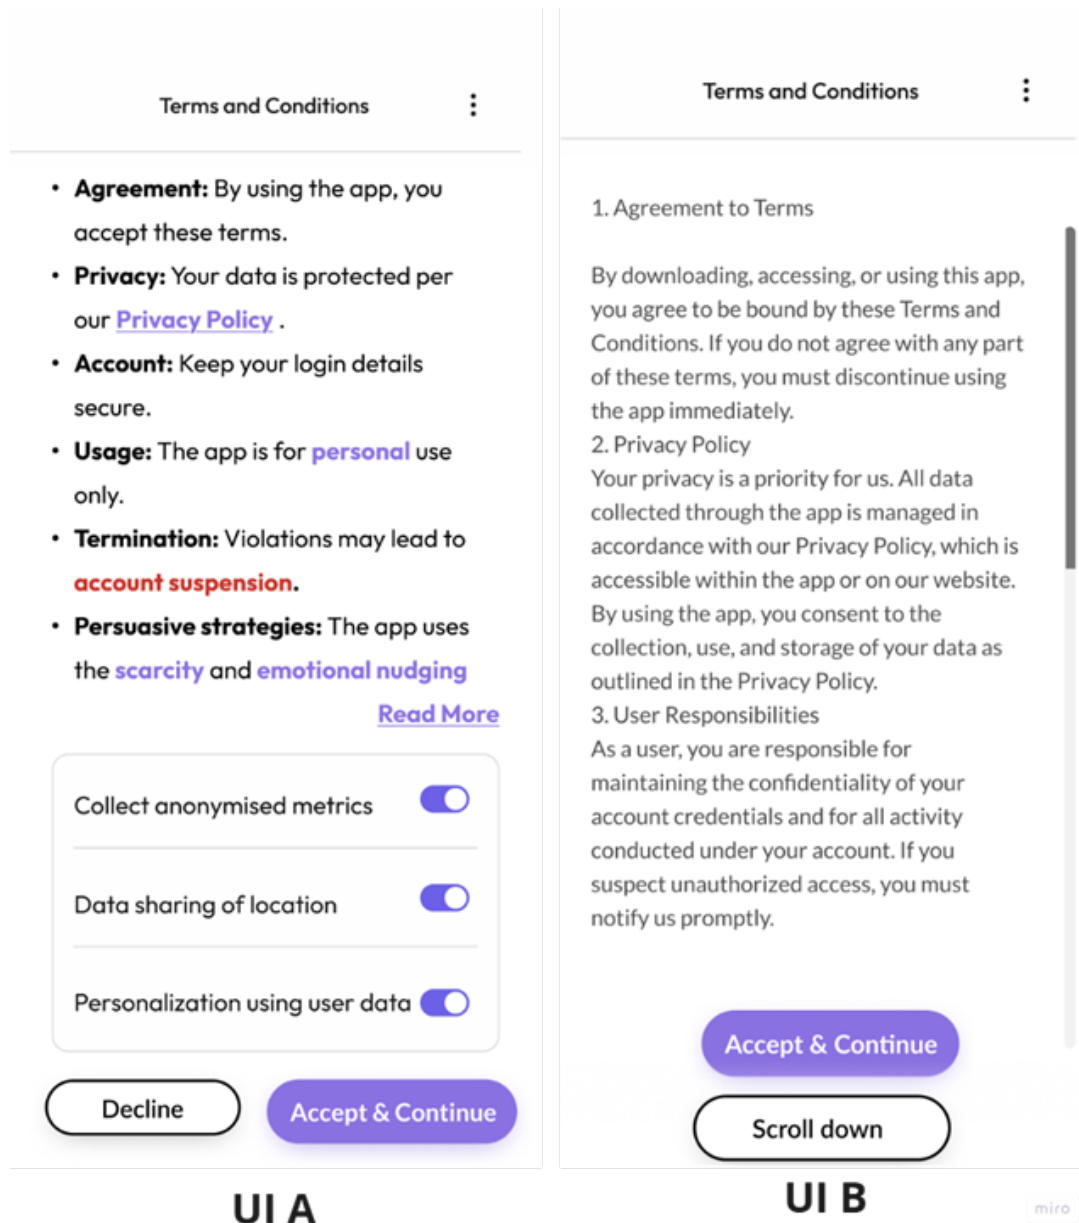 Terms and Conditions
• Agreement: By using the app, you
accept these terms.
• Privacy: Your data is protected per
our Privacy Policy .
• Account: Keep your login details
secure.
• Usage: The app is for personal use
only.
• Termination: Violations may lead to
account suspension.
• Persuasive strategies: The app uses
the scarcity and emotional nudging
Read More
Collect anonymised metrics
Data sharing of location
Personalization using user data
Decline
Accept & Continue
UI A
Terms and Conditions
1. Agreement to Terms
By downloading, accessing, or using this app,
you agree to be bound by these Terms and
Conditions. If you do not agree with any part
of these terms, you must discontinue using
the app immediately.
2. Privacy Policy
Your privacy is a priority for us. All data
collected through the app is managed in
accordance with our Privacy Policy, which is
accessible within the app or on our website.
By using the app, you consent to the
collection, use, and storage of your data as
outlined in the Privacy Policy.
3. User Responsibilities
As a user, you are responsible for
maintaining the confidentiality of your
account credentials and for all activity
conducted under your account. If you
suspect unauthorized access, you must
notify us promptly.
Accept & Continue
Scroll down
UI B
miro